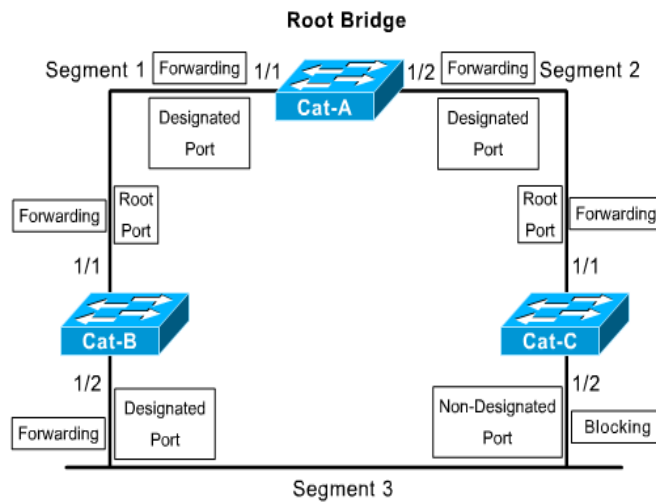 Root Bridge
Segment 1
Forwarding
1/1
1/2
Forwarding
Segment 2
Cat-A
Designated
Port
Designated
Port
Forwarding
Root
Port
Root
Port
Forwarding
1/1
1/1
Cat-B
Cat-C
1/2
1/2
Designated
Port
Non-Designated
Port
Forwarding
Blocking
Segment 3